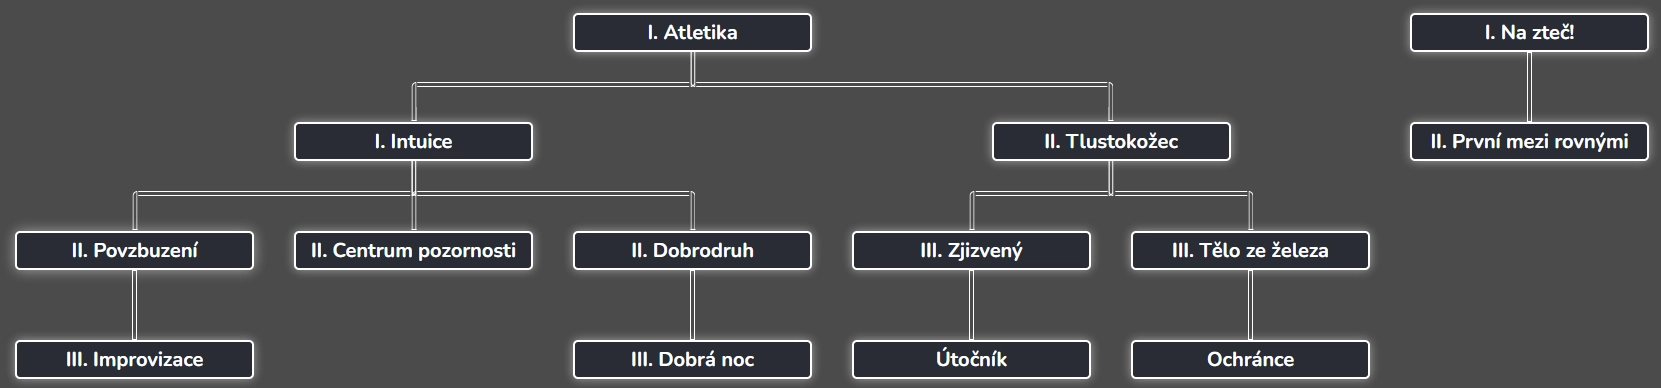 I. Atletika
I. Na zteč!
I. Intuice
II. Tlustokožec
II. První mezi rovnými
II. Povzbuzení
II. Centrum pozornosti
II. Dobrodruh
III. Zjizvený
III. Tělo ze železa
III. Improvizace
III. Dobrá noc
Útočník
Ochránce